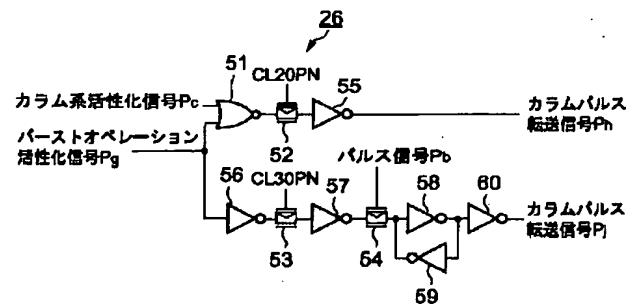 26
51
CL20PN
55
カラム系活性化信号Pc
52
カラムパルス
転送信号Ph
バーストオペレーション
活性化信号Pg
56
CL30PN
57
パルス信号Pb
58
60
53
54
59
カラムパルス
転送信号Pj